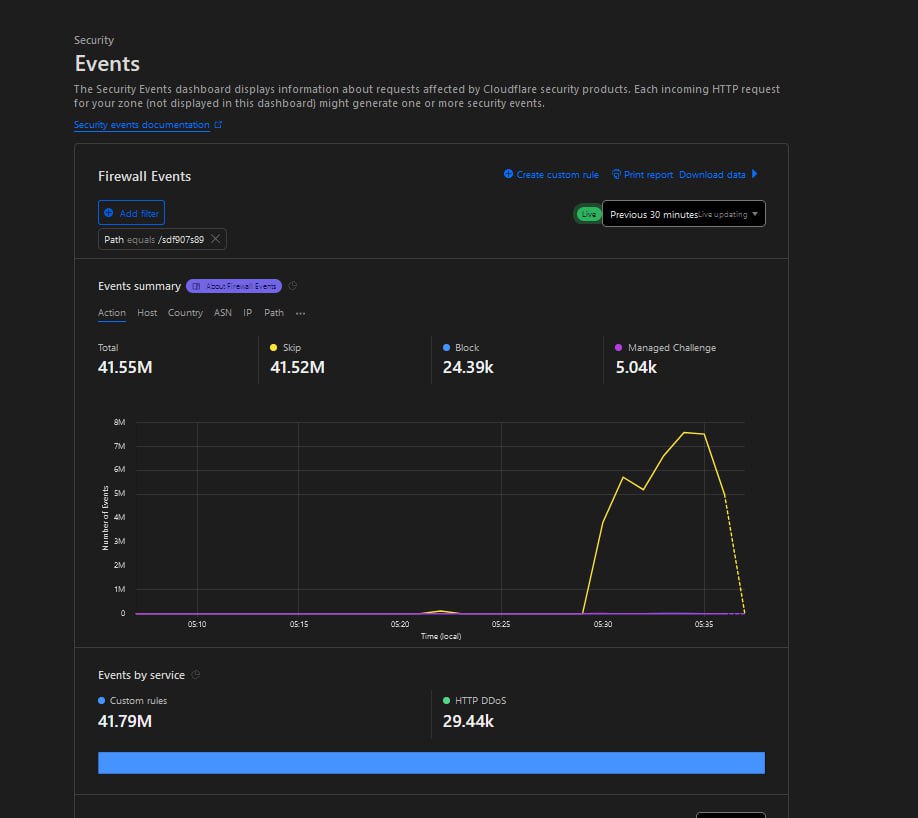 Security
Events
The Security Events dashboard displays information about requests affected by Cloudflare security products. Each incoming HTTP request
for your zone (not displayed in this dashboard) might generate one or more security events.
Security events documentation
Firewall Events
Create custom rule Print report Download data
Add filter
Live Previous 30 minutes Live updating
Path equals /sdf907s89
Events summary About Firewall Events
Action Host Country ASN IP Path ...
Total Skip Block Managed Challenge
41.55M 41.52M 24.39k 5.04k
8M
7M
6M
5M
4M
3M
2M
1M
0
Number of Events
05:10 05:15 05:20 05:25 05:30 05:35
Time (local)
Events by service
Custom rules HTTP DDoS
41.79M 29.44k